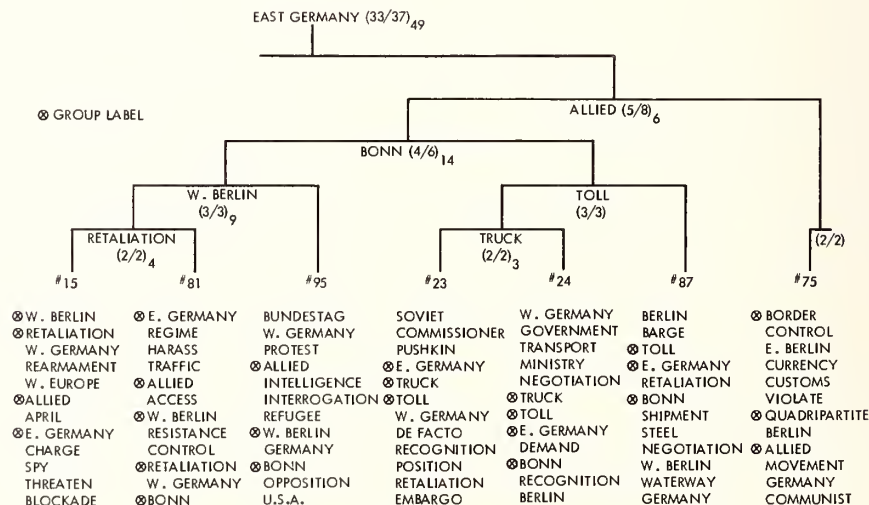 EAST GERMANY (33/37)49
⊗ GROUP LABEL
ALLIED (5/8)6
BONN (4/6)14
W. BERLIN
(3/3)9
TOLL
(3/3)
RETALIATION
(2/2)4
TRUCK
(2/2)3
(2/2)
#15
#81
#95
#23
#24
#87
#75
⊗ W. BERLIN
⊗ RETALIATION
W. GERMANY
REARMAMENT
W. EUROPE
⊗ ALLIED
APRIL
⊗ E. GERMANY
CHARGE
SPY
THREATEN
BLOCKADE
⊗ E. GERMANY
REGIME
HARASS
TRAFFIC
⊗ ALLIED
ACCESS
⊗ W. BERLIN
RESISTANCE
CONTROL
⊗ RETALIATION
W. GERMANY
⊗ BONN
BUNDESTAG
W. GERMANY
PROTEST
⊗ ALLIED
INTELLIGENCE
INTERROGATION
REFUGEE
⊗ W. BERLIN
GERMANY
⊗ BONN
OPPOSITION
U.S.A.
SOVIET
COMMISSIONER
PUSHKIN
⊗ E. GERMANY
⊗ TRUCK
⊗ TOLL
W. GERMANY
DE FACTO
RECOGNITION
POSITION
RETALIATION
EMBARGO
W. GERMANY
GOVERNMENT
TRANSPORT
MINISTRY
NEGOTIATION
⊗ TRUCK
⊗ TOLL
⊗ E. GERMANY
DEMAND
⊗ BONN
RECOGNITION
BERLIN
BERLIN
BARGE
⊗ TOLL
⊗ E. GERMANY
RETALIATION
⊗ BONN
SHIPMENT
STEEL
NEGOTIATION
W. BERLIN
WATERWAY
GERMANY
⊗ BORDER
CONTROL
E. BERLIN
CURRENCY
CUSTOMS
VIOLATE
⊗ QUADRIPARTITE
BERLIN
⊗ ALLIED
MOVEMENT
GERMANY
COMMUNIST